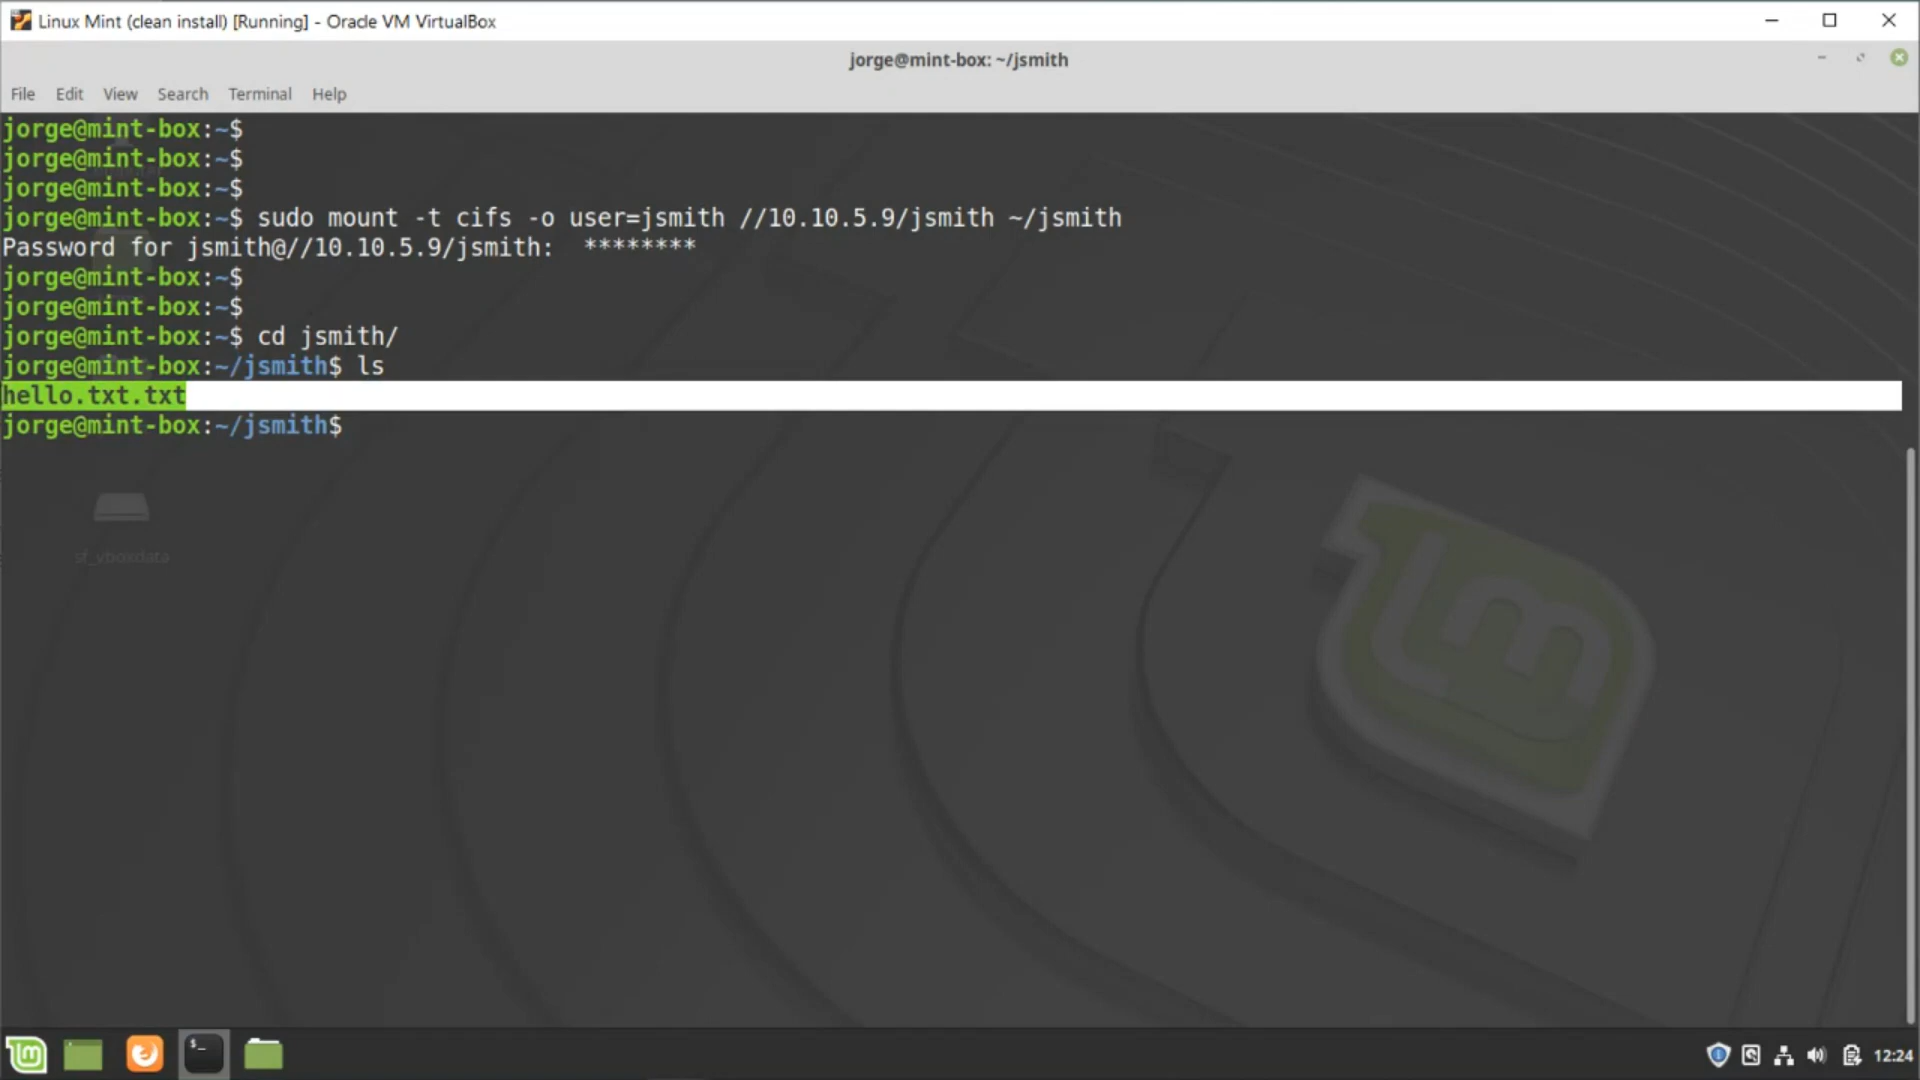 Linux Mint (clean install) [Running] - Oracle VM VirtualBox
jorge@mint-box: ~/jsmith
File Edit View Search Terminal Help
jorge@mint-box:~$
jorge@mint-box:~$
jorge@mint-box:~$
jorge@mint-box:~$ sudo mount -t cifs -o user=jsmith //10.10.5.9/jsmith ~/jsmith
Password for jsmith@//10.10.5.9/jsmith:  ********
jorge@mint-box:~$
jorge@mint-box:~$
jorge@mint-box:~$ cd jsmith/
jorge@mint-box:~/jsmith$ ls
hello.txt.txt
jorge@mint-box:~/jsmith$
sf_vboxdata
12:24